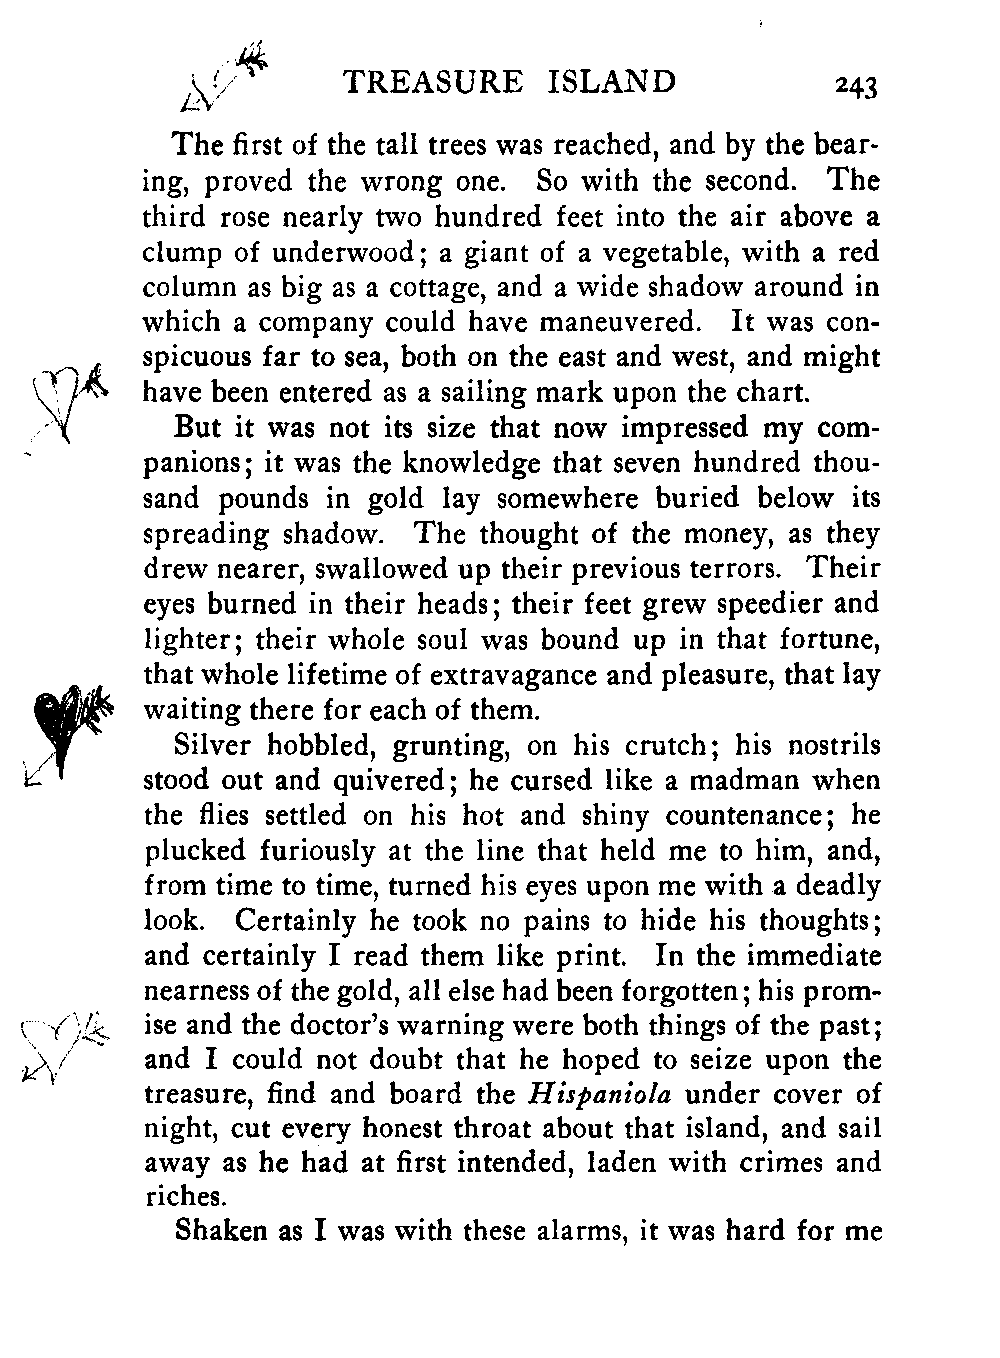 TREASURE ISLAND 243
The first of the tall trees was reached, and by the bear-
ing, proved the wrong one. So with the second. The
third rose nearly two hundred feet into the air above a
clump of underwood; a giant of a vegetable, with a red
column as big as a cottage, and a wide shadow around in
which a company could have maneuvered. It was con-
spicuous far to sea, both on the east and west, and might
have been entered as a sailing mark upon the chart.
But it was not its size that now impressed my com-
panions; it was the knowledge that seven hundred thou-
sand pounds in gold lay somewhere buried below its
spreading shadow. The thought of the money, as they
drew nearer, swallowed up their previous terrors. Their
eyes burned in their heads; their feet grew speedier and
lighter; their whole soul was bound up in that fortune,
that whole lifetime of extravagance and pleasure, that lay
waiting there for each of them.
Silver hobbled, grunting, on his crutch; his nostrils
stood out and quivered; he cursed like a madman when
the flies settled on his hot and shiny countenance; he
plucked furiously at the line that held me to him, and,
from time to time, turned his eyes upon me with a deadly
look. Certainly he took no pains to hide his thoughts;
and certainly I read them like print. In the immediate
nearness of the gold, all else had been forgotten; his prom-
ise and the doctor's warning were both things of the past;
and I could not doubt that he hoped to seize upon the
treasure, find and board the Hispaniola under cover of
night, cut every honest throat about that island, and sail
away as he had at first intended, laden with crimes and
riches.
Shaken as I was with these alarms, it was hard for me